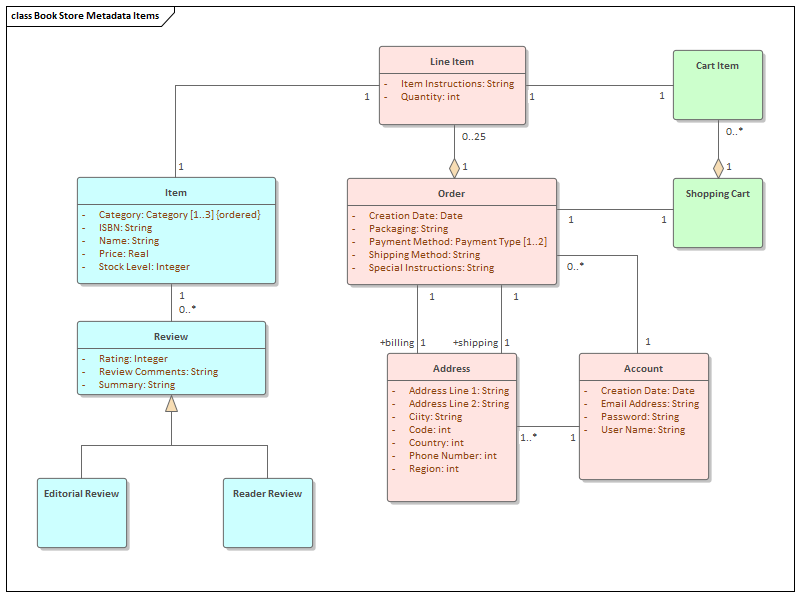 class Book Store Metadata Items
Line Item
- Item Instructions: String
- Quantity: int
Cart Item
1
1
1
1
0..25
1
0..*
1
Item
- Category: Category [1..3] {ordered}
- ISBN: String
- Name: String
- Price: Real
- Stock Level: Integer
Order
- Creation Date: Date
- Packaging: String
- Payment Method: Payment Type [1..2]
- Shipping Method: String
- Special Instructions: String
Shopping Cart
1
1
0..*
1
0..*
1
1
+billing 1
+shipping 1
1
Review
- Rating: Integer
- Review Comments: String
- Summary: String
Address
- Address Line 1: String
- Address Line 2: String
- Ciity: String
- Code: int
- Country: int
- Phone Number: int
- Region: int
1..*
1
Account
- Creation Date: Date
- Email Address: String
- Password: String
- User Name: String
Editorial Review
Reader Review